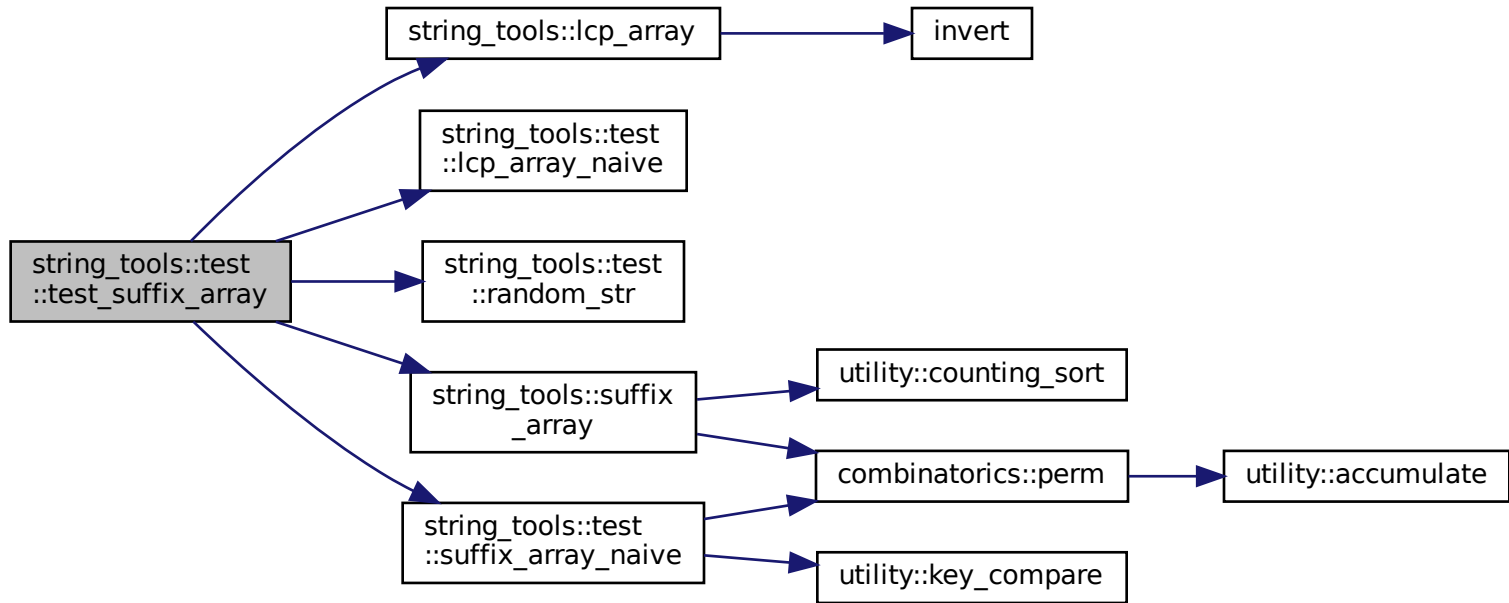 string_tools::lcp_array
invert
string_tools::test
::lcp_array_naive
string_tools::test
::test_suffix_array
string_tools::test
::random_str
string_tools::suffix
_array
utility::counting_sort
combinatorics::perm
utility::accumulate
string_tools::test
::suffix_array_naive
utility::key_compare